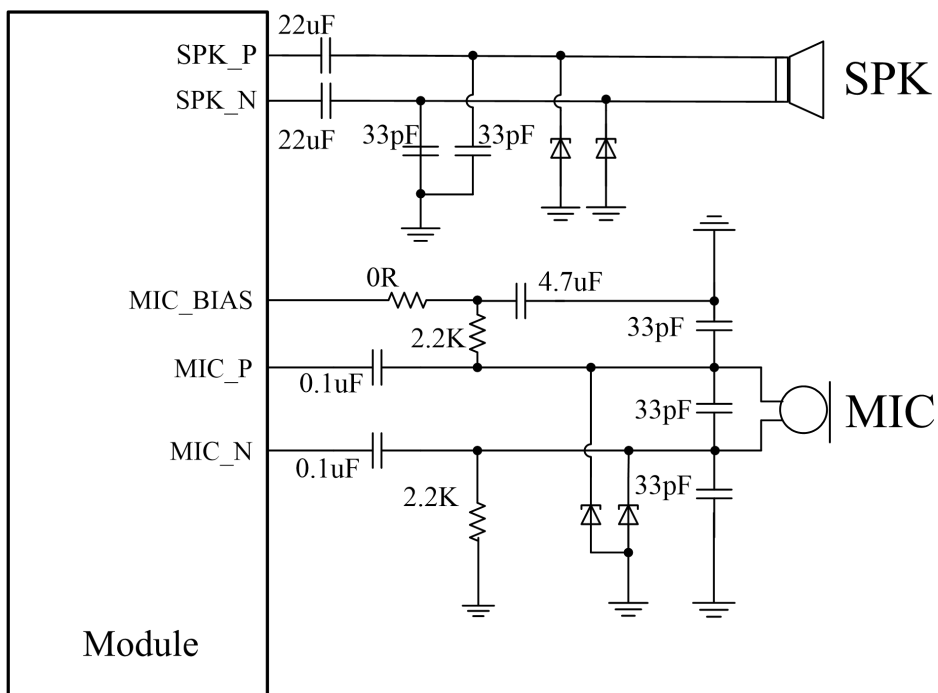 22uF
SPK_P
SPK
SPK_N
22uF
33pF
33pF
0R
4.7uF
MIC_BIAS
33pF
2.2K
MIC_P
0.1uF
33pF
MIC
MIC_N
0.1uF
33pF
2.2K
Module